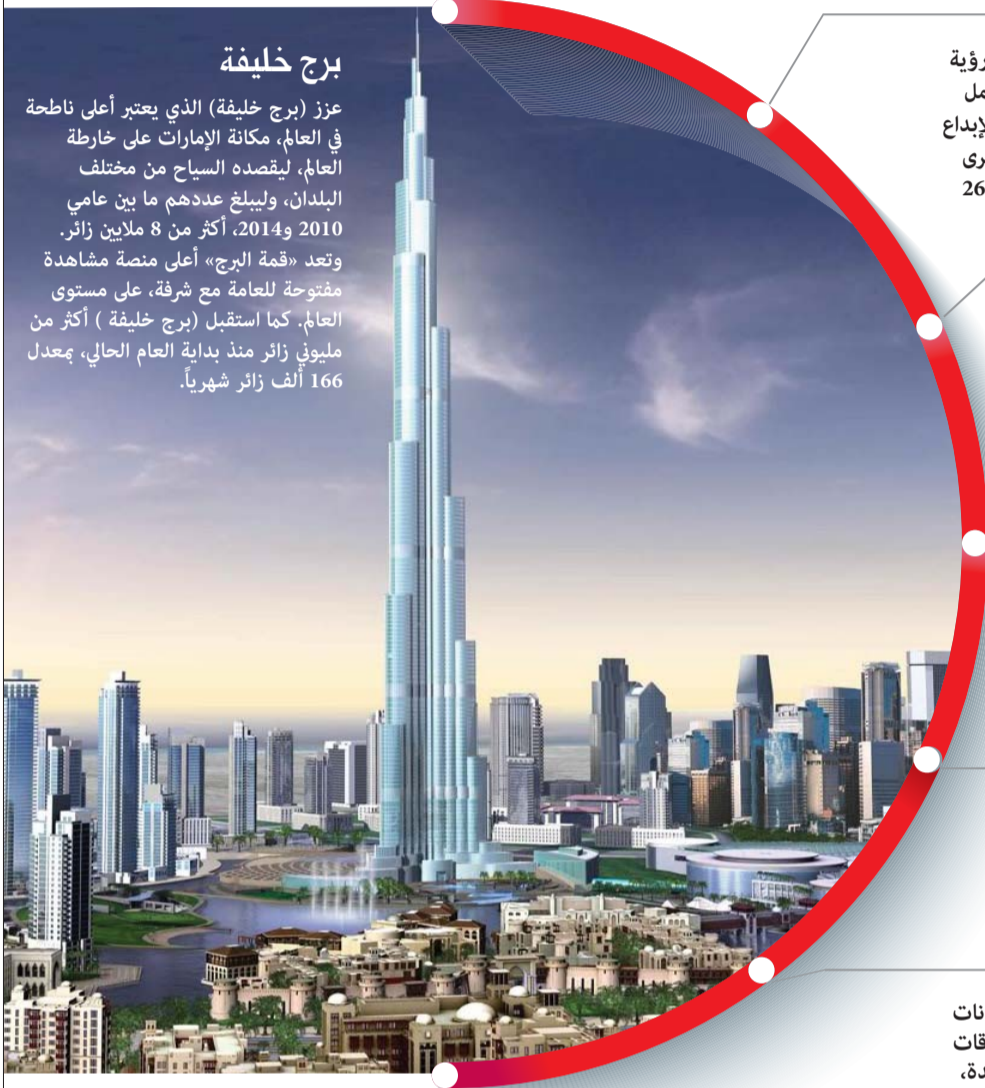 برج خليفة
عزز (برج خليفة) الذي يعتبر أعلى ناطحة
في العالم، مكانة الإمارات على خارطة
العالم، ليقصده السياح من مختلف
البلدان، وليبلغ عددهم ما بين عامي
2010 و2014، أكثر من 8 ملايين زائر.
وتعد «قمة البرج» أعلى منصة مشاهدة
مفتوحة للعامة مع شرفة، على مستوى
العالم. كما استقبل (برج خليفة ) أكثر من
مليوني زائر منذ بداية العام الحالي، بمعدل
166 ألف زائر شهرياً.
رؤية
26